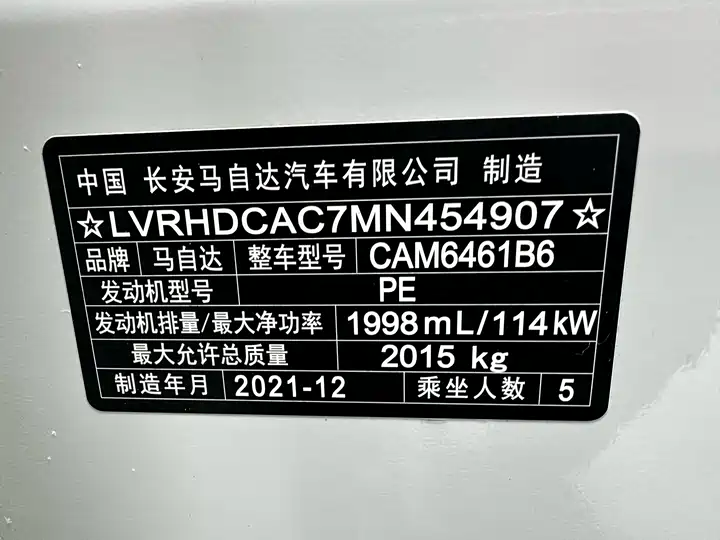 中国 长安马自达汽车有限公司 制造
☆LVRHDCAC7MN454907☆
品牌 马自达 整车型号 CAM6461B6
发动机型号 PE
发动机排量/最大净功率 1998mL/114kW
最大允许总质量 2015 kg
制造年月 2021-12 乘坐人数 5